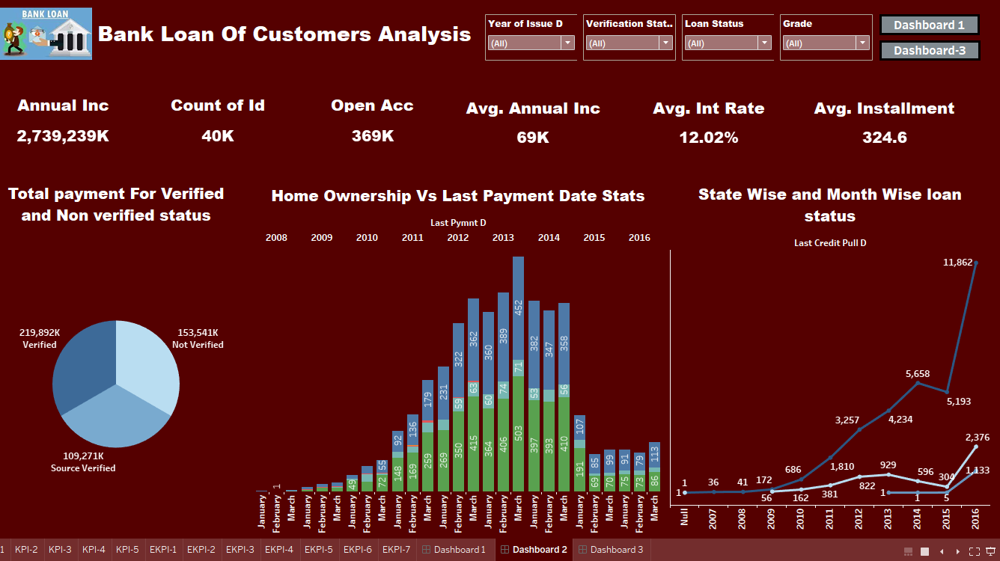 BANK LOAN
Bank Loan Of Customers Analysis
Year of Issue D
(All)
Verification Stat..
(All)
Loan Status
(All)
Grade
(All)
Dashboard 1
Dashboard-3
Annual Inc
2,739,239K
Count of Id
40K
Open Acc
369K
Avg. Annual Inc
69K
Avg. Int Rate
12.02%
Avg. Installment
324.6
Total payment For Verified
and Non verified status
219,892K
Verified
153,541K
Not Verified
109,271K
Source Verified
Home Ownership Vs Last Payment Date Stats
Last Pymnt D
2008 2009 2010 2011 2012 2013 2014 2015 2016
1
49
72 55
148 92
169 136
259 179
269 231
350 59 322
415 63 362
364 60 360
406 74 389
503 71 452
397 53 382
393 347
410 56 358
191 107
69 85
70 99
75 91
73 79
86 113
January February March January February March January February March January February March January February March January February March January February March January February March January February March
State Wise and Month Wise loan
status
Last Credit Pull D
11,862
5,658
5,193
4,234
3,257
2,376
1,810
1,133
929
822
686
596
304
172
41
36
1
1
56
162
381
1
1
5
Null 2007 2008 2009 2010 2011 2012 2013 2014 2015 2016
1 KPI-2 KPI-3 KPI-4 KPI-5 EKPI-1 EKPI-2 EKPI-3 EKPI-4 EKPI-5 EKPI-6 EKPI-7 Dashboard 1 Dashboard 2 Dashboard 3